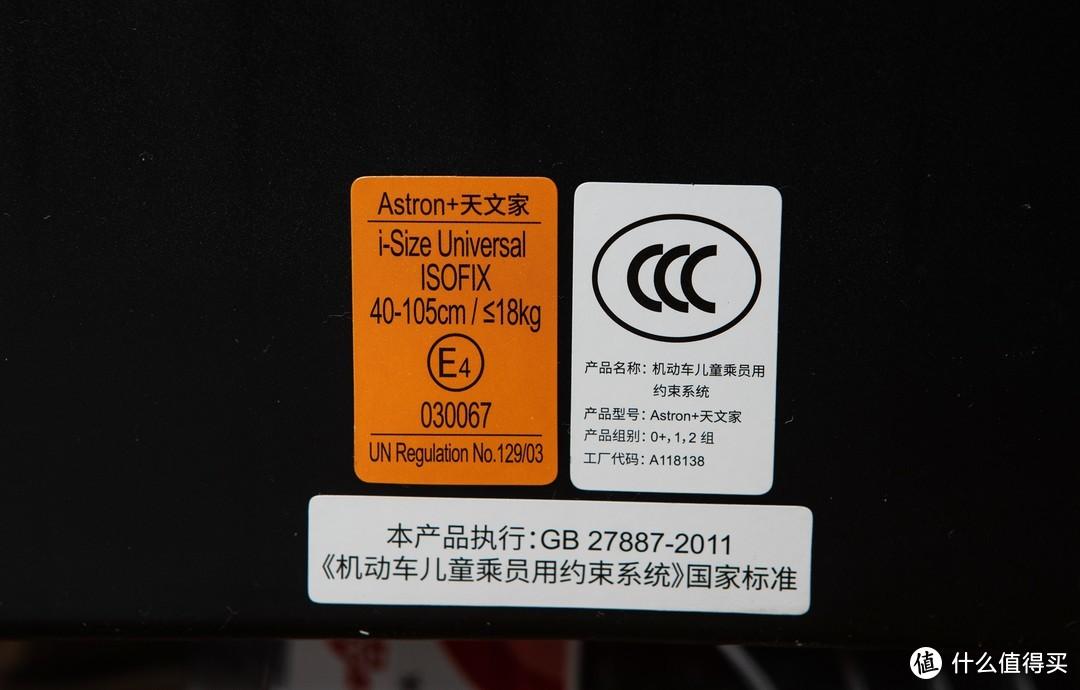 Astron+天文家
i-Size Universal
ISOFIX
40-105cm / ≤18kg
E4
030067
UN Regulation No.129/03
CCC
产品名称：机动车儿童乘员用
约束系统
产品型号：Astron+天文家
产品组别：0+，1，2 组
工厂代码：A118138
本产品执行：GB 27887-2011
《机动车儿童乘员用约束系统》国家标准
值 什么值得买